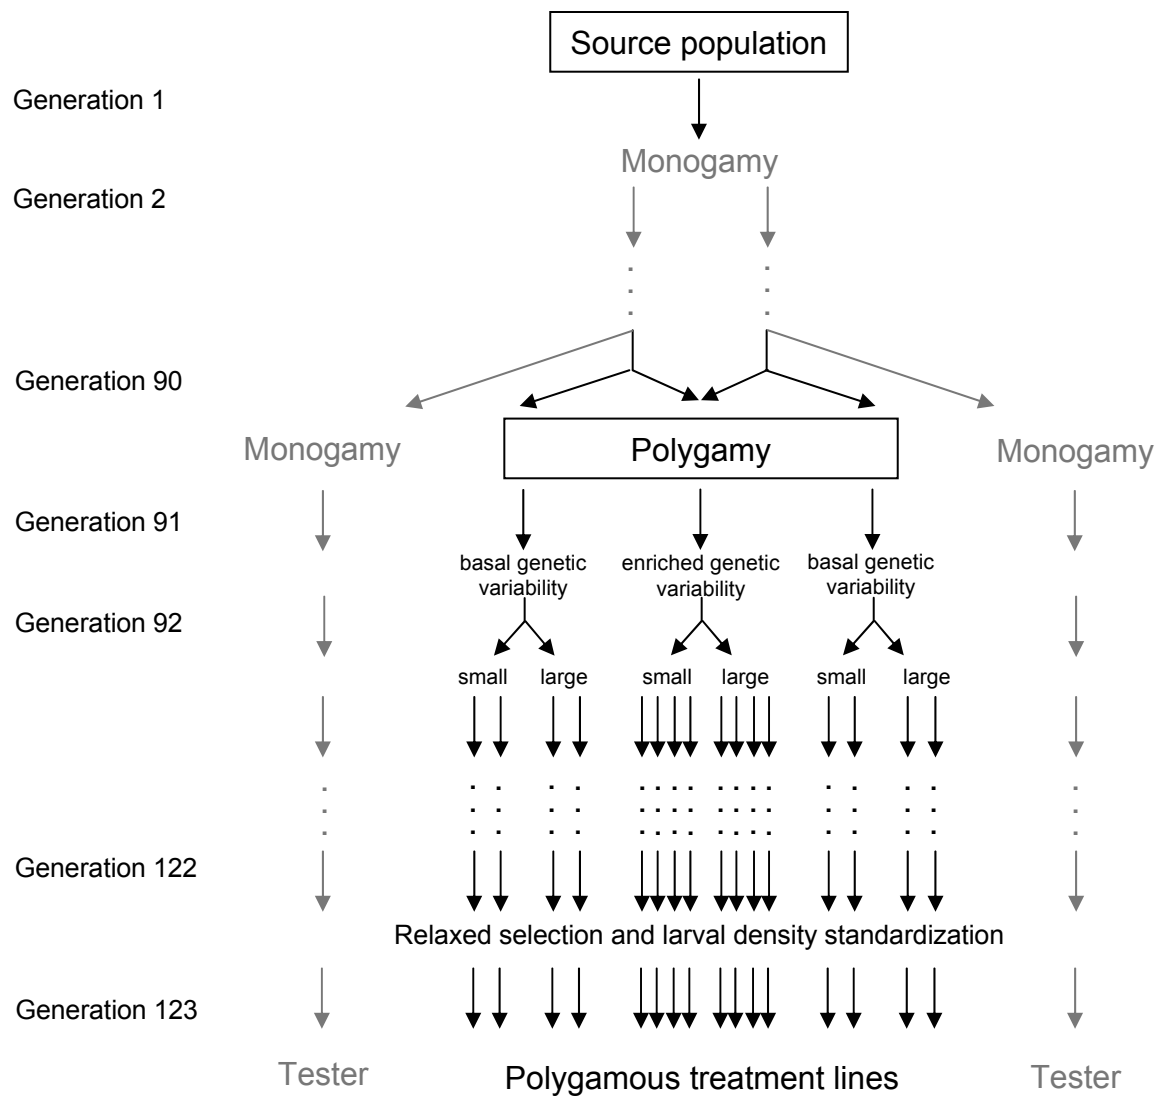 Source population
Generation 1
Monogamy
Generation 2
Generation 90
Monogamy
Polygamy
Monogamy
Generation 91
basal genetic
variability
enriched genetic
variability
basal genetic
variability
Generation 92
small large small large small large
Generation 122
Relaxed selection and larval density standardization
Generation 123
Tester
Polygamous treatment lines
Tester